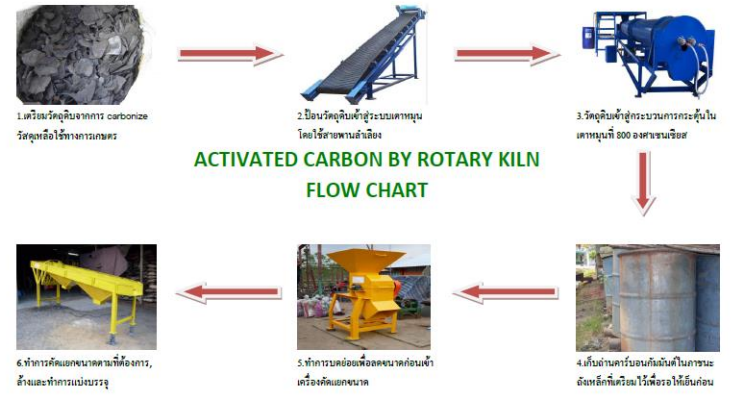 1.เตรียมวัตถุดิบจากการ carbonize
วัสดุเหลือใช้ทางการเกษตร
2.ป้อนวัตถุดิบเข้าสู่ระบบเตาหมุน
โดยใช้สายพานลำเลียง
3.วัตถุดิบเข้าสู่กระบวนการกระตุ้นใน
เตาหมุนที่ 800 องศาเซนเซียส
ACTIVATED CARBON BY ROTARY KILN
FLOW CHART
4.เก็บถ่านคาร์บอนกัมมันต์ในภาชนะ
ถังเหล็กที่เตรียมไว้เพื่อรอให้เย็นก่อน
5.ทำการบดย่อยเพื่อลดขนาดก่อนเข้า
เครื่องคัดแยกขนาด
6.ทำการคัดแยกขนาดตามที่ต้องการ,
ล้างและทำการแบ่งบรรจุ